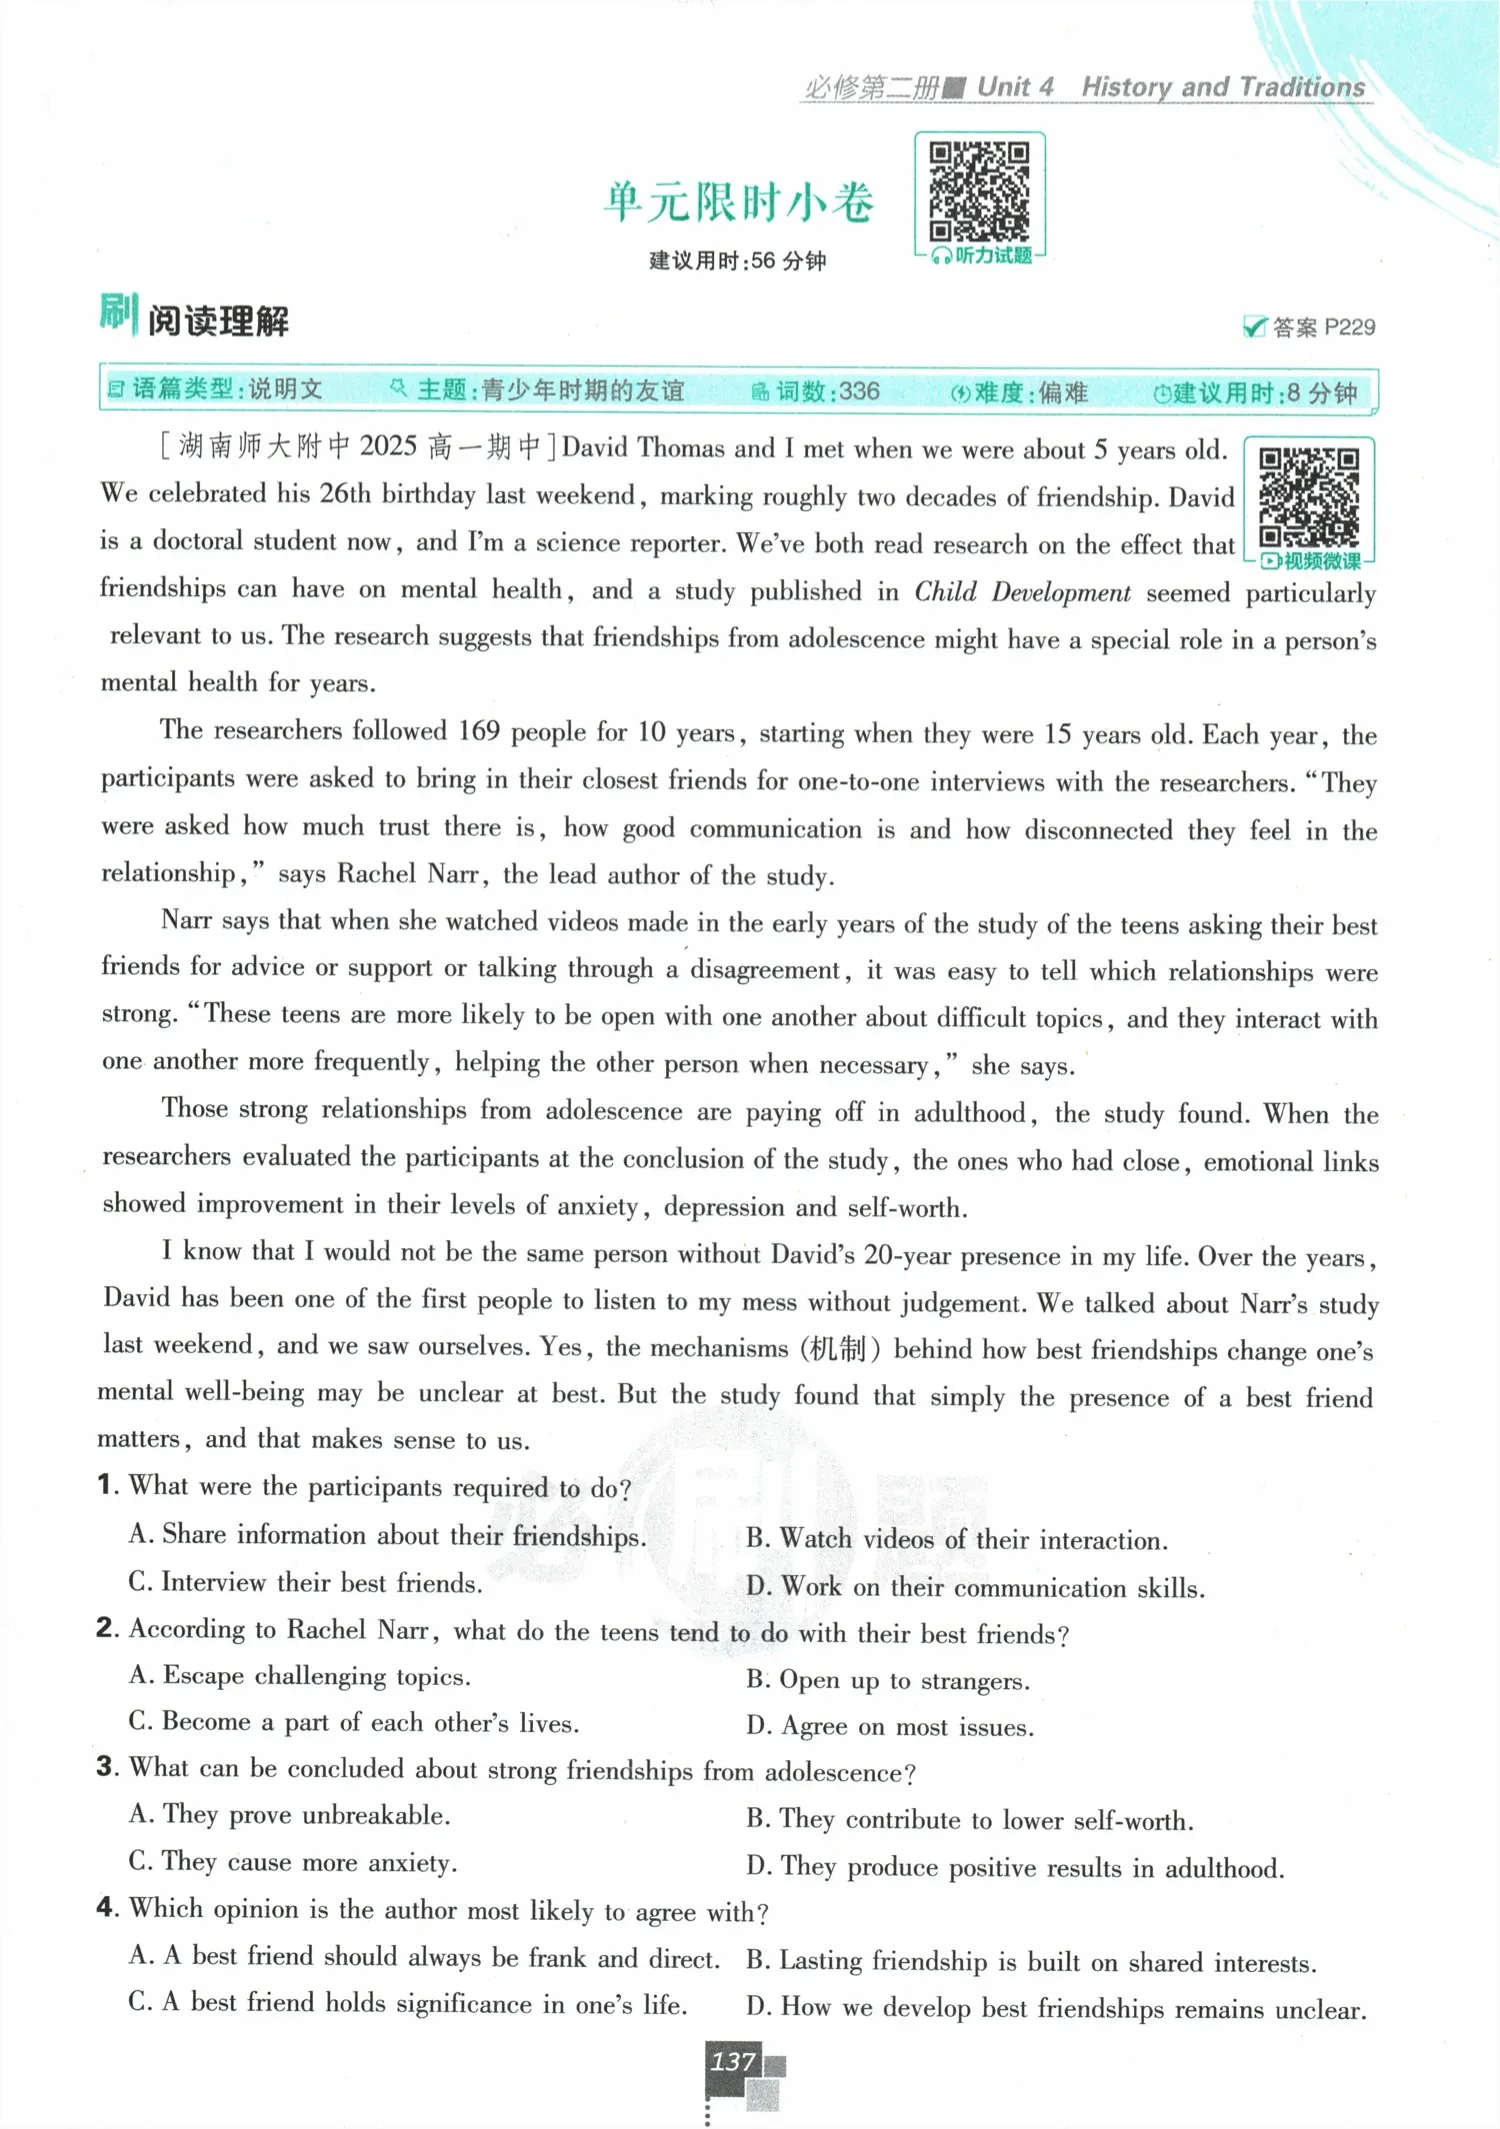 必修第二册 Unit 4 History and Traditions
单元限时小卷
建议用时:56 分钟
听力试题
刷 阅读理解
答案 P229
语篇类型:说明文 主题:青少年时期的友谊 词数:336 难度:偏难 建议用时:8 分钟
[湖南师大附中 2025 高一期中]David Thomas and I met when we were about 5 years old.
We celebrated his 26th birthday last weekend, marking roughly two decades of friendship. David
is a doctoral student now, and I'm a science reporter. We've both read research on the effect that
视频微课
friendships can have on mental health, and a study published in Child Development seemed particularly
relevant to us. The research suggests that friendships from adolescence might have a special role in a person's
mental health for years.
The researchers followed 169 people for 10 years, starting when they were 15 years old. Each year, the
participants were asked to bring in their closest friends for one-to-one interviews with the researchers. "They
were asked how much trust there is, how good communication is and how disconnected they feel in the
relationship," says Rachel Narr, the lead author of the study.
Narr says that when she watched videos made in the early years of the study of the teens asking their best
friends for advice or support or talking through a disagreement, it was easy to tell which relationships were
strong. "These teens are more likely to be open with one another about difficult topics, and they interact with
one another more frequently, helping the other person when necessary," she says.
Those strong relationships from adolescence are paying off in adulthood, the study found. When the
researchers evaluated the participants at the conclusion of the study, the ones who had close, emotional links
showed improvement in their levels of anxiety, depression and self-worth.
I know that I would not be the same person without David's 20-year presence in my life. Over the years,
David has been one of the first people to listen to my mess without judgement. We talked about Narr's study
last weekend, and we saw ourselves. Yes, the mechanisms (机制) behind how best friendships change one's
mental well-being may be unclear at best. But the study found that simply the presence of a best friend
matters, and that makes sense to us.
1. What were the participants required to do?
A. Share information about their friendships. B. Watch videos of their interaction.
C. Interview their best friends. D. Work on their communication skills.
2. According to Rachel Narr, what do the teens tend to do with their best friends?
A. Escape challenging topics. B. Open up to strangers.
C. Become a part of each other's lives. D. Agree on most issues.
3. What can be concluded about strong friendships from adolescence?
A. They prove unbreakable. B. They contribute to lower self-worth.
C. They cause more anxiety. D. They produce positive results in adulthood.
4. Which opinion is the author most likely to agree with?
A. A best friend should always be frank and direct. B. Lasting friendship is built on shared interests.
C. A best friend holds significance in one's life. D. How we develop best friendships remains unclear.
必刷题
137